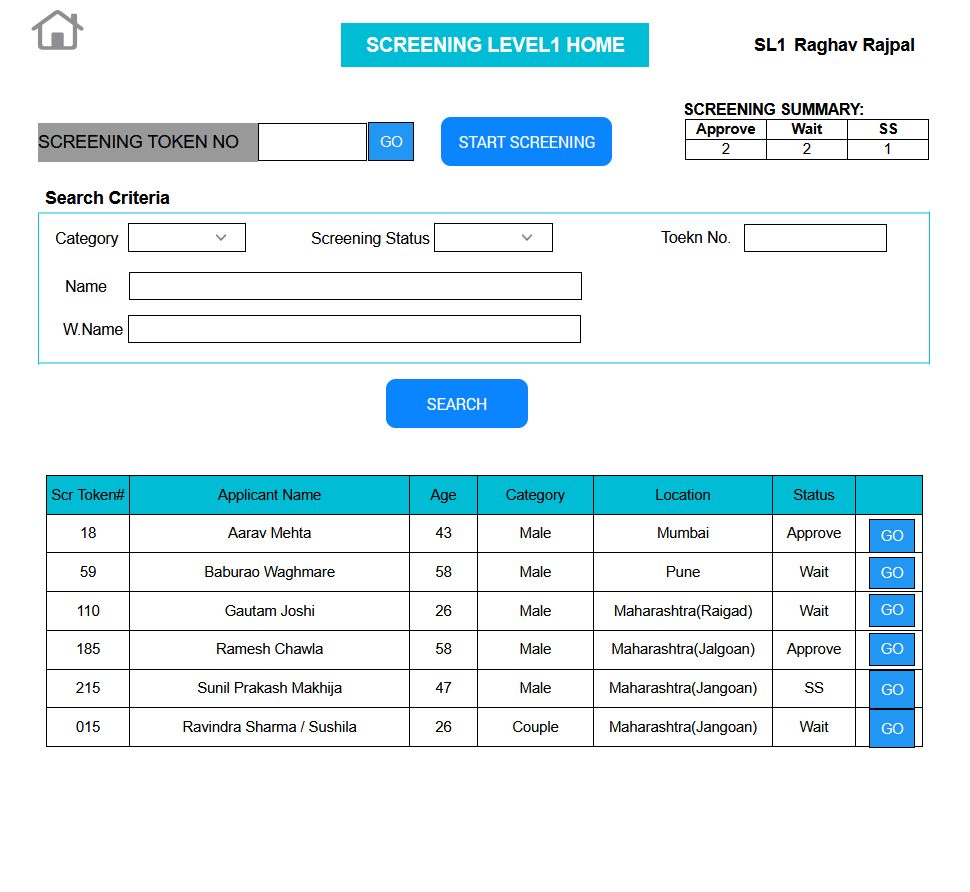 SCREENING LEVEL1 HOME
SL1 Raghav Rajpal
SCREENING SUMMARY:
Approve Wait SS
2 2 1
SCREENING TOKEN NO GO START SCREENING
Search Criteria
Category Screening Status Toekn No.
Name
W.Name
SEARCH
Scr Token# Applicant Name Age Category Location Status
18 Aarav Mehta 43 Male Mumbai Approve GO
59 Baburao Waghmare 58 Male Pune Wait GO
110 Gautam Joshi 26 Male Maharashtra(Raigad) Wait GO
185 Ramesh Chawla 58 Male Maharashtra(Jalgoan) Approve GO
215 Sunil Prakash Makhija 47 Male Maharashtra(Jangoan) SS GO
015 Ravindra Sharma / Sushila 26 Couple Maharashtra(Jangoan) Wait GO